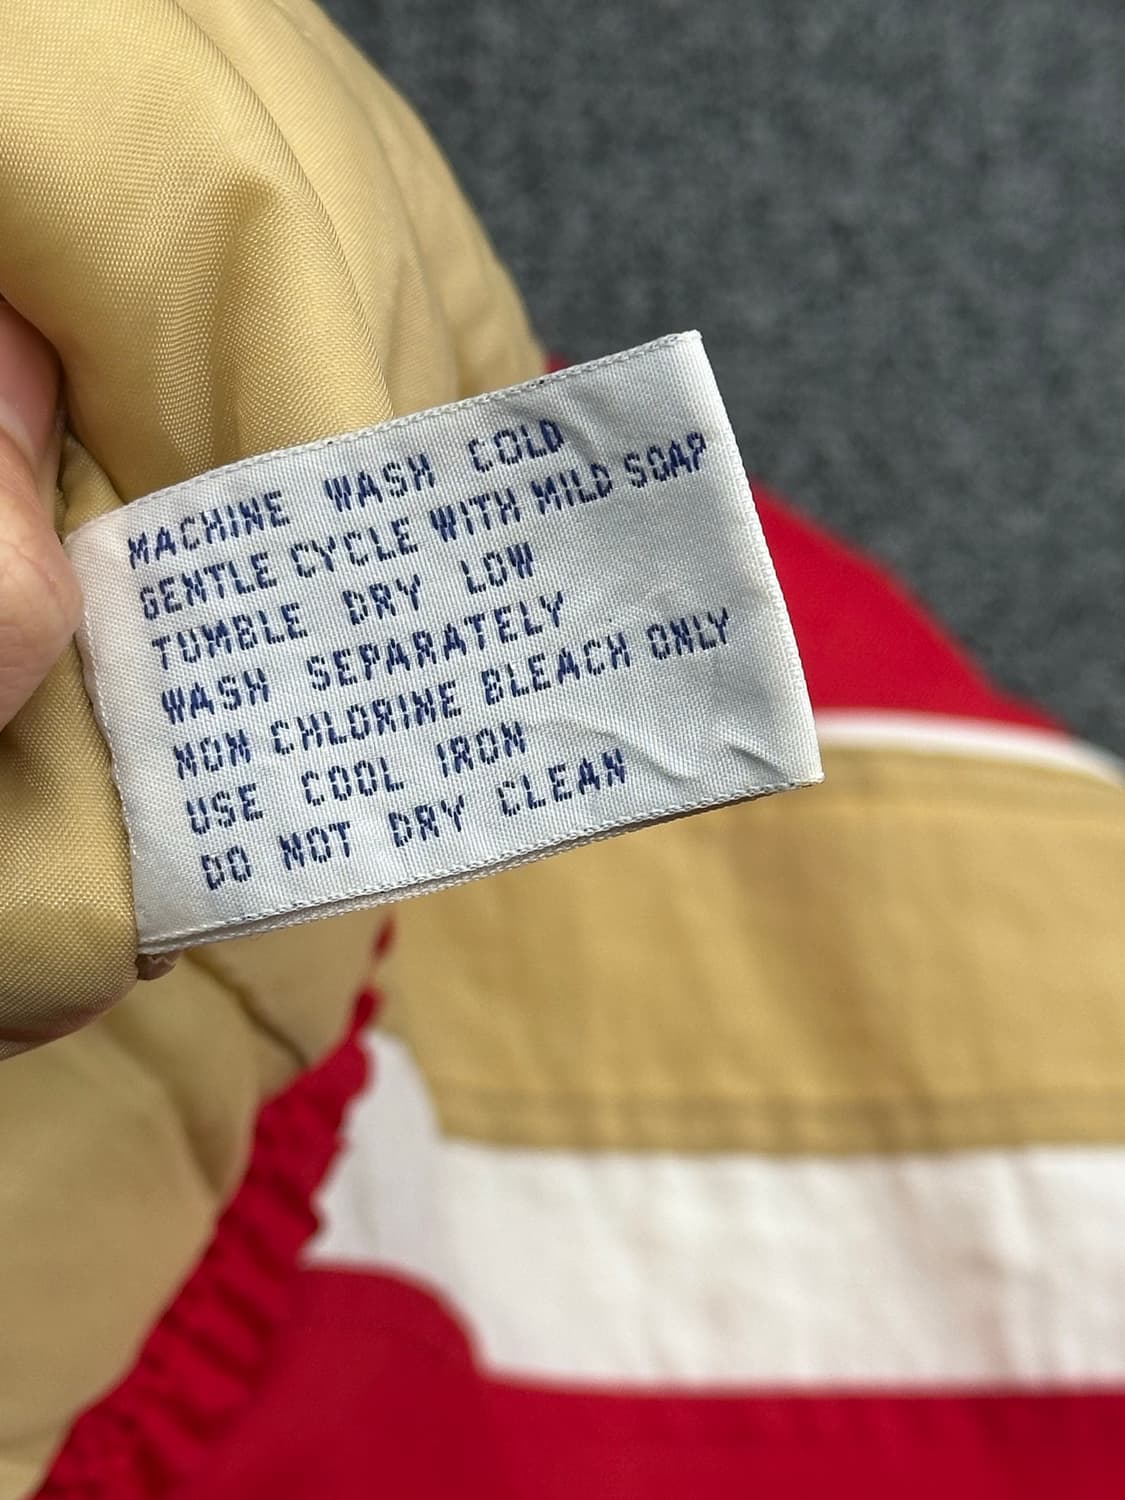 MACHINE WASH COLD
GENTLE CYCLE WITH MILD SOAP
TUMBLE DRY LOW
WASH SEPARATELY
NON CHLORINE BLEACH ONLY
USE COOL IRON
DO NOT DRY CLEAN